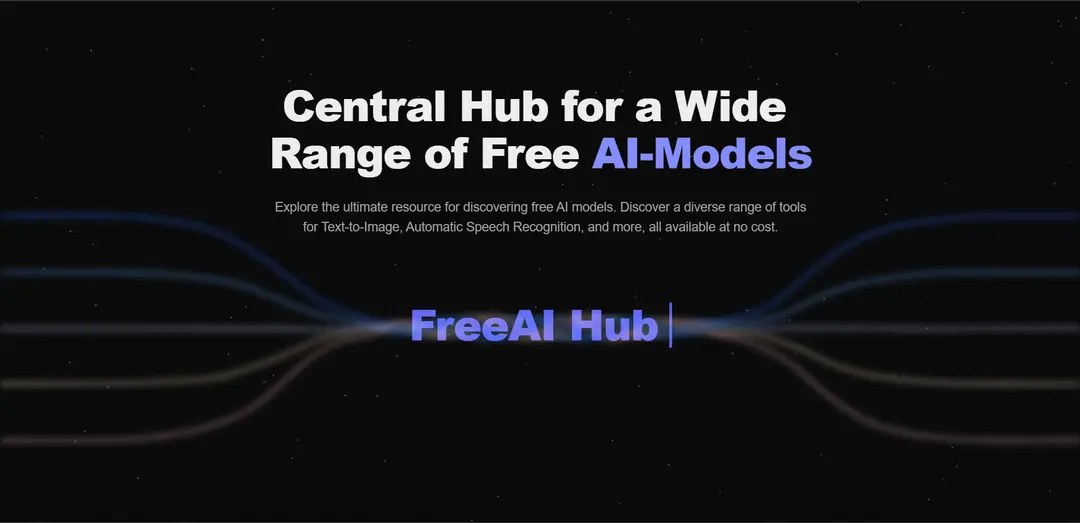 Central Hub for a Wide
Range of Free AI-Models
Explore the ultimate resource for discovering free AI models. Discover a diverse range of tools
for Text-to-Image, Automatic Speech Recognition, and more, all available at no cost.
FreeAI Hub